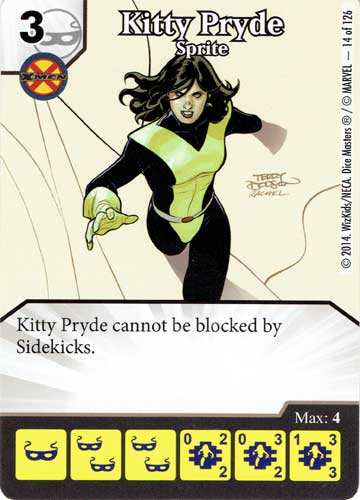 3
Kitty Pryde
Sprite
X-MEN
© 2014. WizKids/NECA. Dice Masters ® / © MARVEL — 14 of 126
TERRY
DODSON
RACHEL
Kitty Pryde cannot be blocked by
Sidekicks.
Max: 4
0 2 2
0 3 2
1 3 3